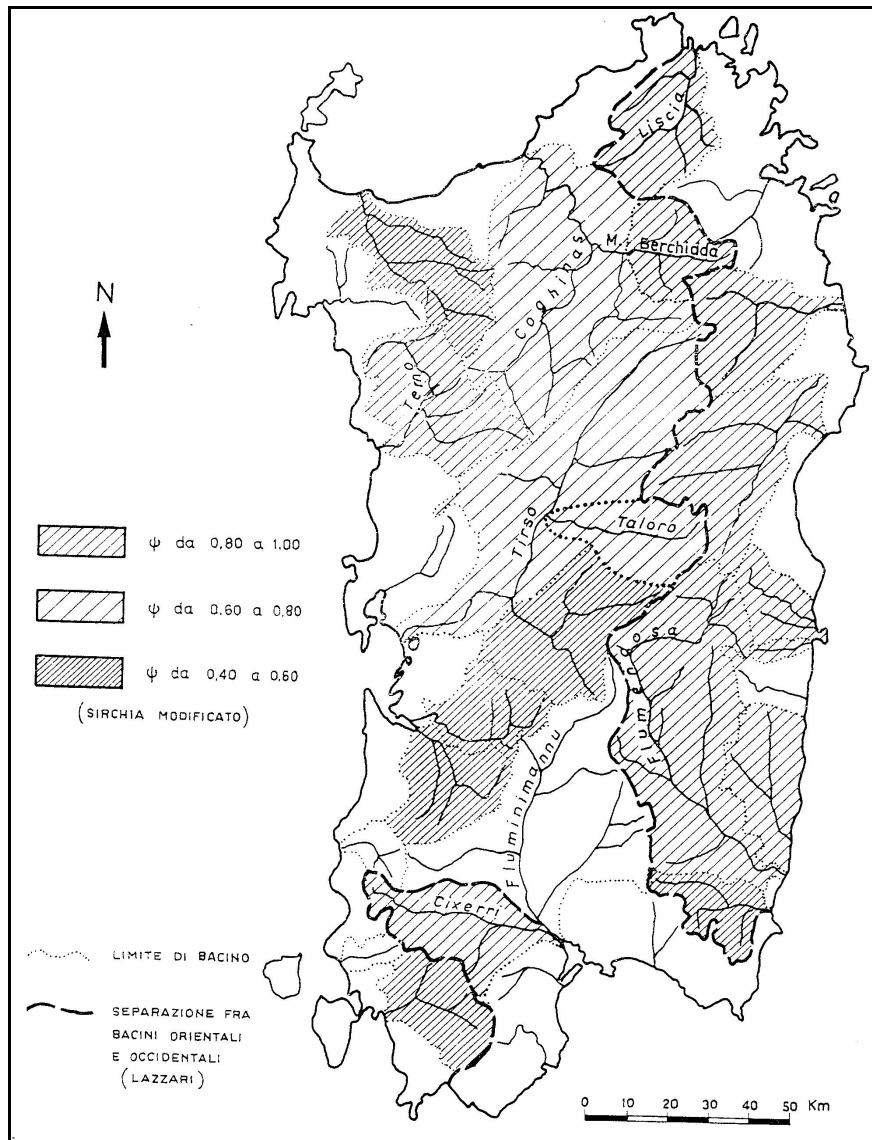 Liscia
M. Berchidda
Coghinas
N
Temo
Tirso
Taloro
ψ da 0,80 a 1.00
ψ da 0,60 a 0,80
ψ da 0,40 a 0,60
(SIRCHIA MODIFICATO)
Flumendosa
Fluminimannu
Cixerri
LIMITE DI BACINO
SEPARAZIONE FRA
BACINI ORIENTALI
E OCCIDENTALI
(LAZZARI)
0 10 20 30 40 50 Km